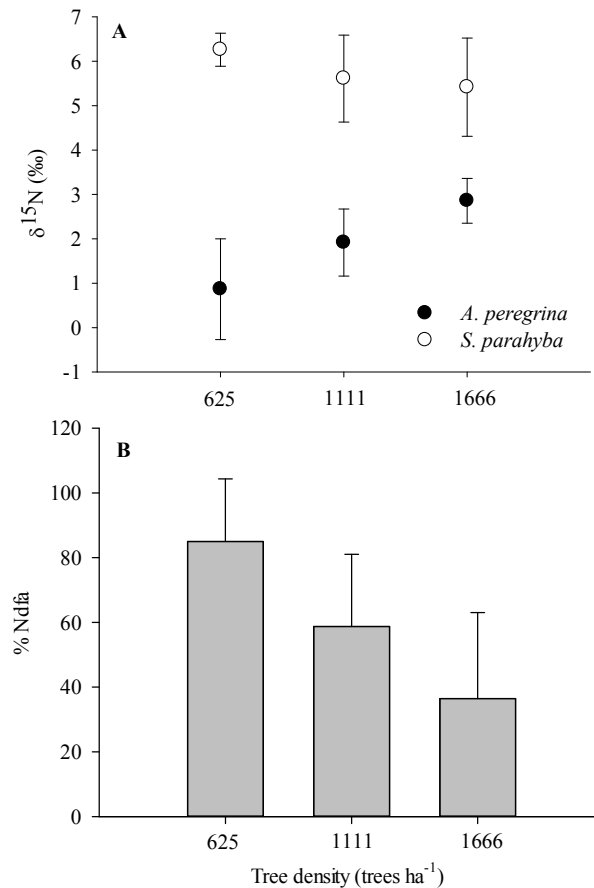 A
7
6
5
4
3
2
1
0
-1
δ15N (‰)
A. peregrina
S. parahyba
625 1111 1666
B
120
100
80
60
40
20
0
% Ndfa
625 1111 1666
Tree density (trees ha-1)